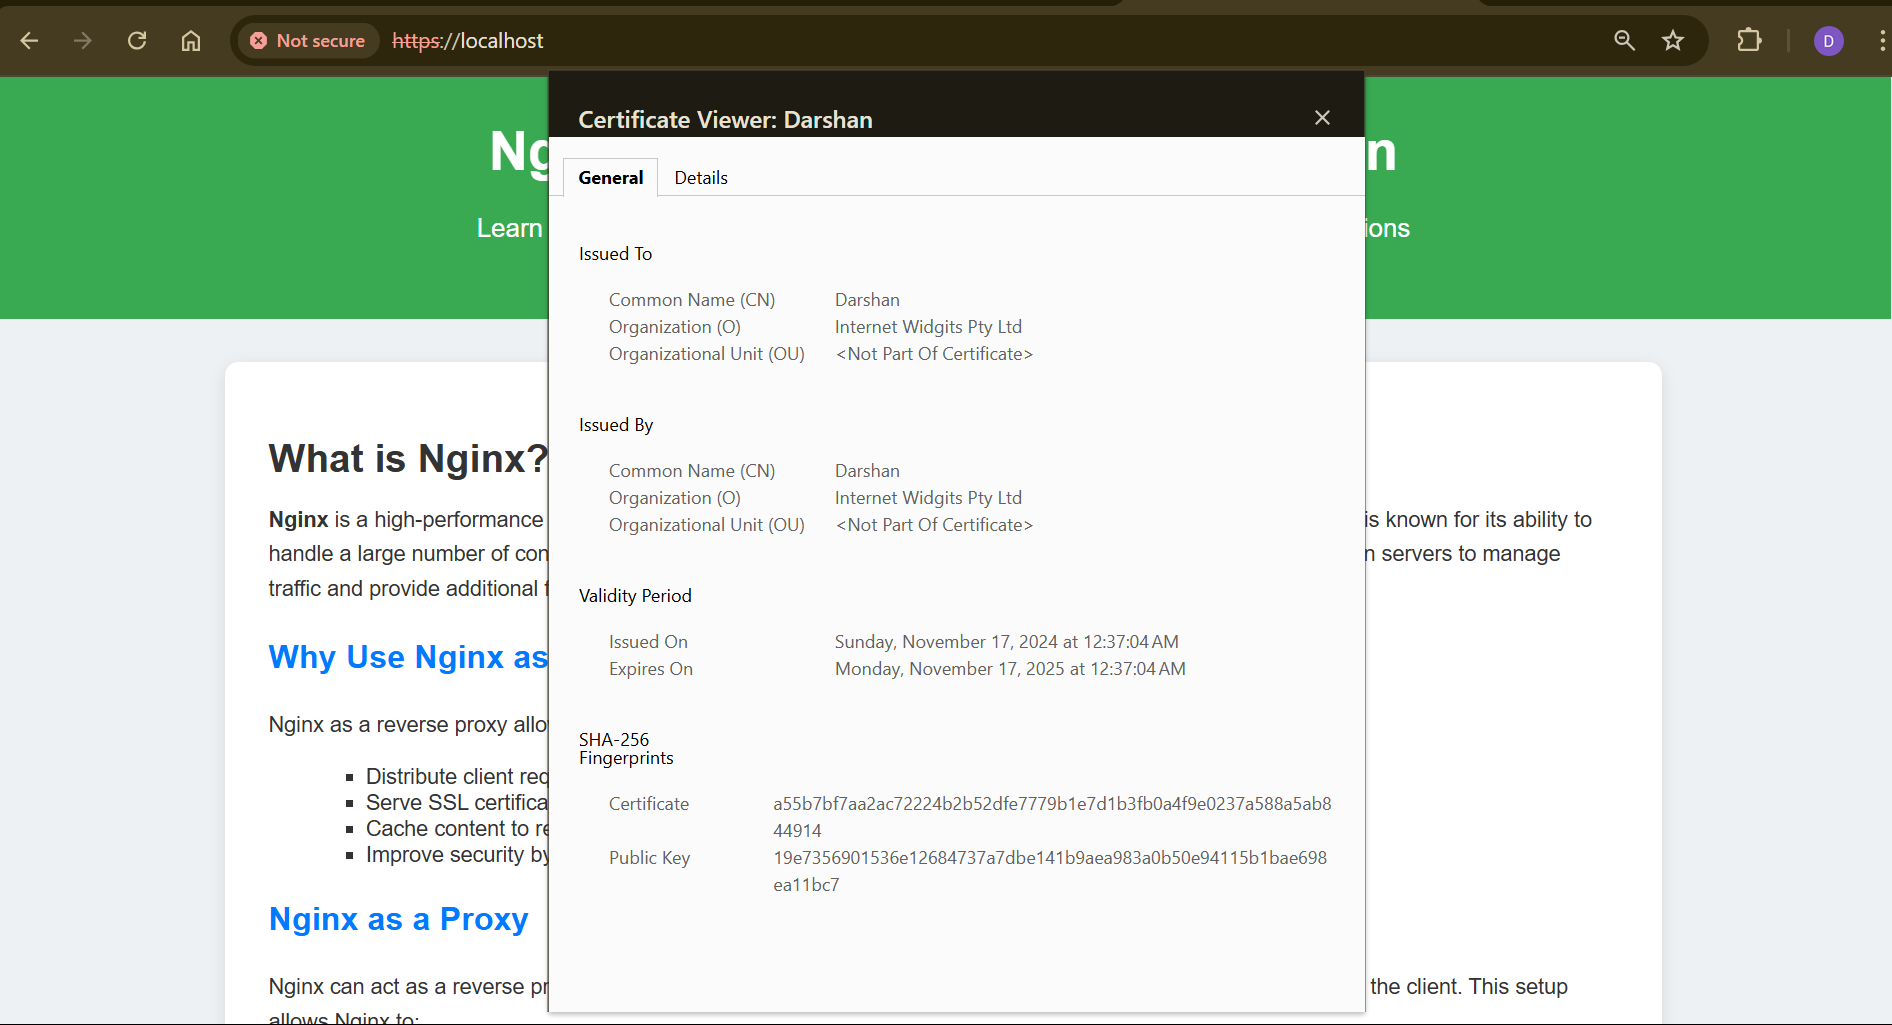 Not secure https://localhost
D
Ng
n
Learn
ions
Certificate Viewer: Darshan
General Details
Issued To
Common Name (CN) Darshan
Organization (O) Internet Widgits Pty Ltd
Organizational Unit (OU) <Not Part Of Certificate>
Issued By
Common Name (CN) Darshan
Organization (O) Internet Widgits Pty Ltd
Organizational Unit (OU) <Not Part Of Certificate>
Validity Period
Issued On Sunday, November 17, 2024 at 12:37:04 AM
Expires On Monday, November 17, 2025 at 12:37:04 AM
SHA-256
Fingerprints
Certificate a55b7bf7aa2ac72224b2b52dfe7779b1e7d1b3fb0a4f9e0237a588a5ab8
44914
Public Key 19e7356901536e12684737a7dbe141b9aea983a0b50e94115b1bae698
ea11bc7
What is Nginx?
Nginx is a high-performance
is known for its ability to
handle a large number of con
n servers to manage
traffic and provide additional f
Why Use Nginx as
Nginx as a reverse proxy allo
Distribute client req
Serve SSL certifica
Cache content to re
Improve security by
Nginx as a Proxy
Nginx can act as a reverse pr
the client. This setup
allows Nginx to: